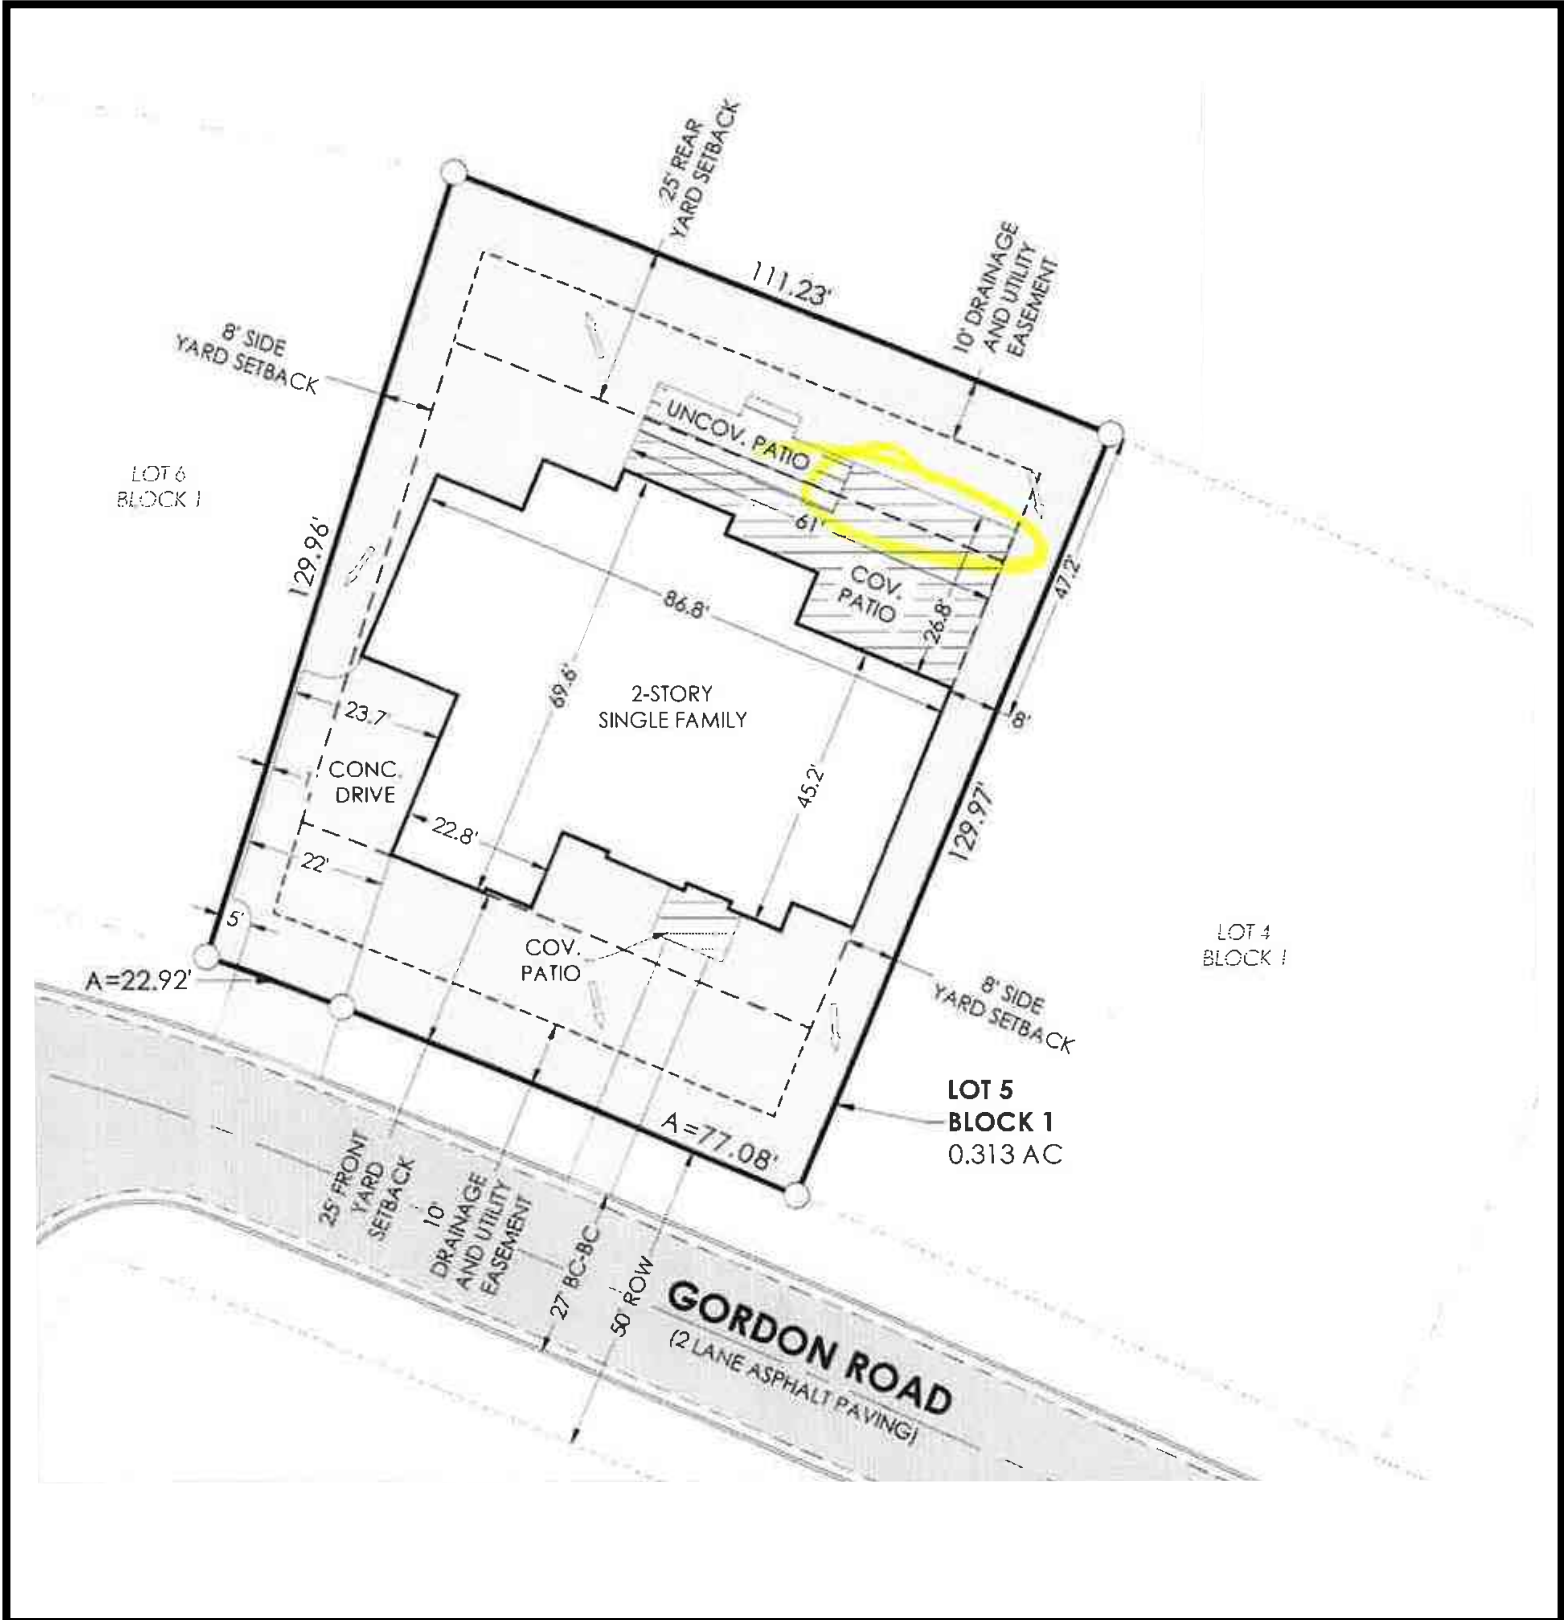 25' REAR
YARD SETBACK
111.23'
10' DRAINAGE
AND UTILITY
EASEMENT
8' SIDE
YARD SETBACK
UNCOV. PATIO
LOT 6
BLOCK 1
129.96'
61'
COV.
PATIO
47.2'
86.8'
26.8'
69.6'
2-STORY
SINGLE FAMILY
23.7'
8'
CONC.
DRIVE
45.2'
129.97'
22.8'
22'
5'
COV.
PATIO
LOT 4
BLOCK 1
A=22.92'
8' SIDE
YARD SETBACK
LOT 5
BLOCK 1
0.313 AC
A=77.08'
25' FRONT
YARD
SETBACK
10'
DRAINAGE
AND UTILITY
EASEMENT
27' BC-BC
50' ROW
GORDON ROAD
(2 LANE ASPHALT PAVING)